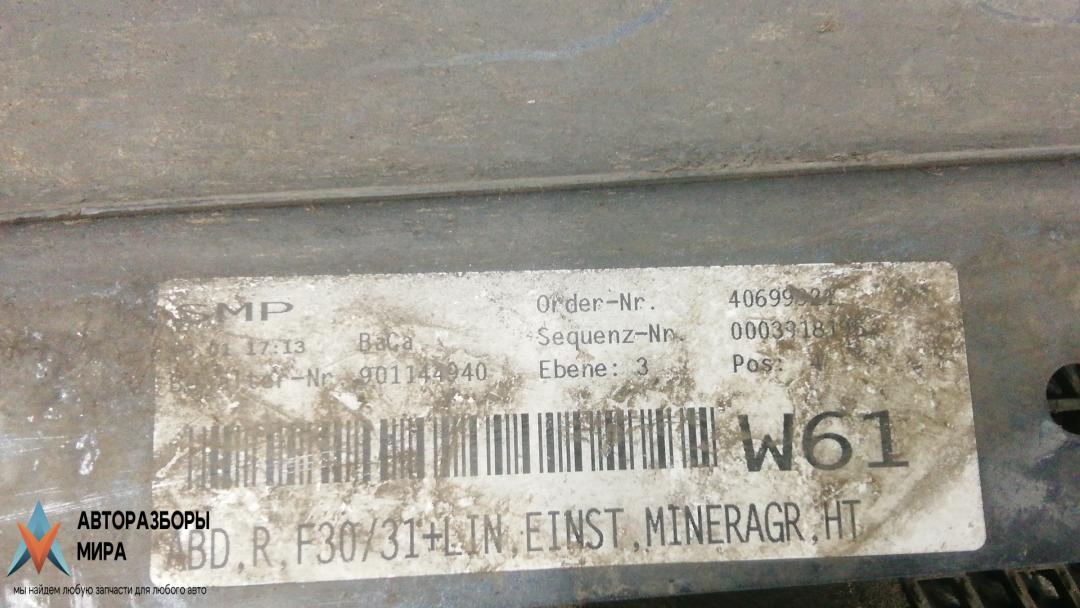 SMP Order-Nr.
17:13 BaCa Sequenz-Nr.
901144940 Ebene: 3 Pos:
W61
ABD,R,F30/31+LIN,EINST,MINERAGR,HT
АВТОРАЗБОРЫ
МИРА
мы найдем любую запчасти для любого авто